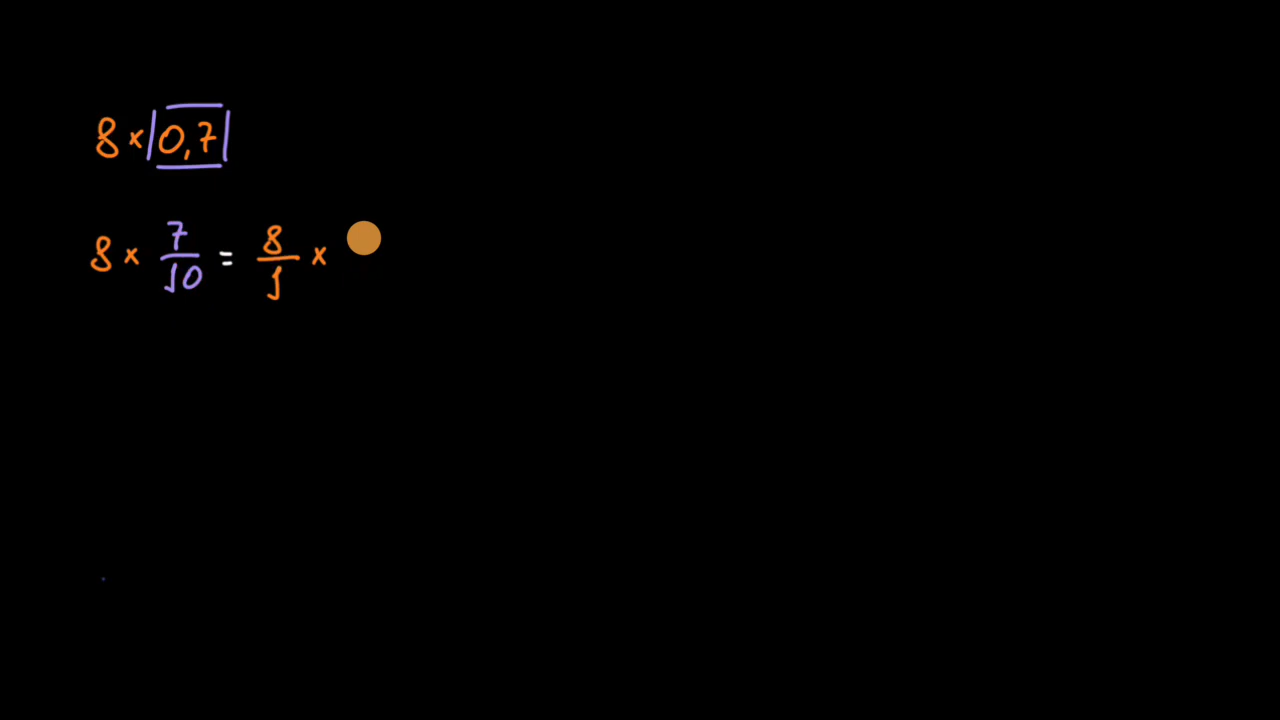 8 × 0,7
8 × 7/10 = 8/1 ×